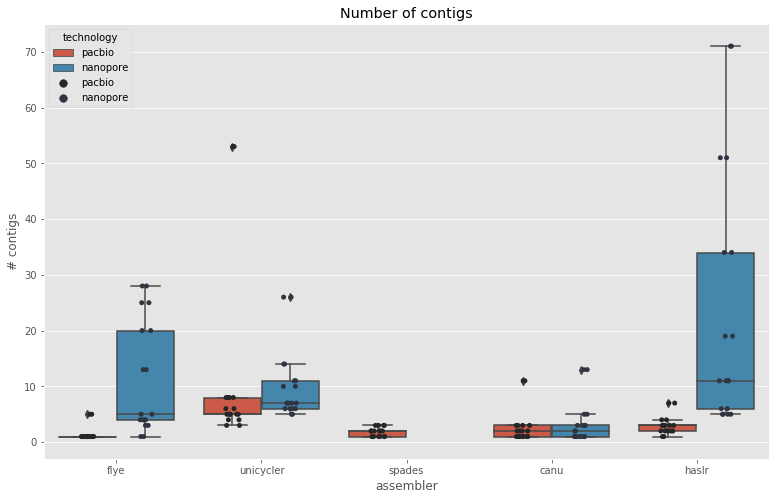 Number of contigs
technology
pacbio
nanopore
pacbio
nanopore
# contigs
70
60
50
40
30
20
10
0
flye unicycler spades canu haslr
assembler